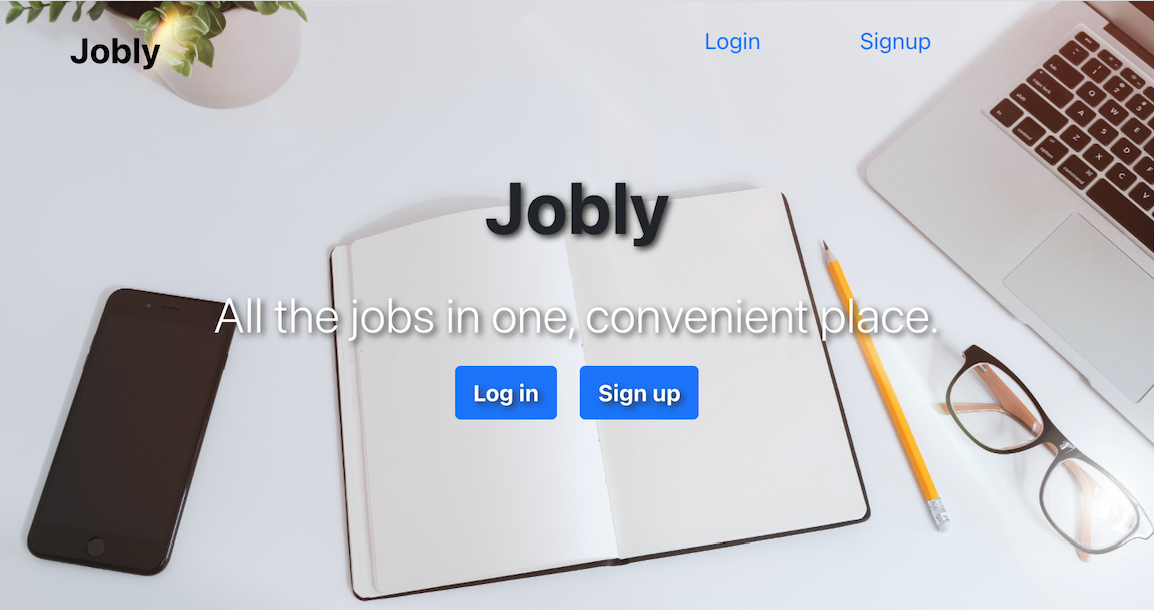 Jobly
Login
Signup
Jobly
All the jobs in one, convenient place.
Log in
Sign up